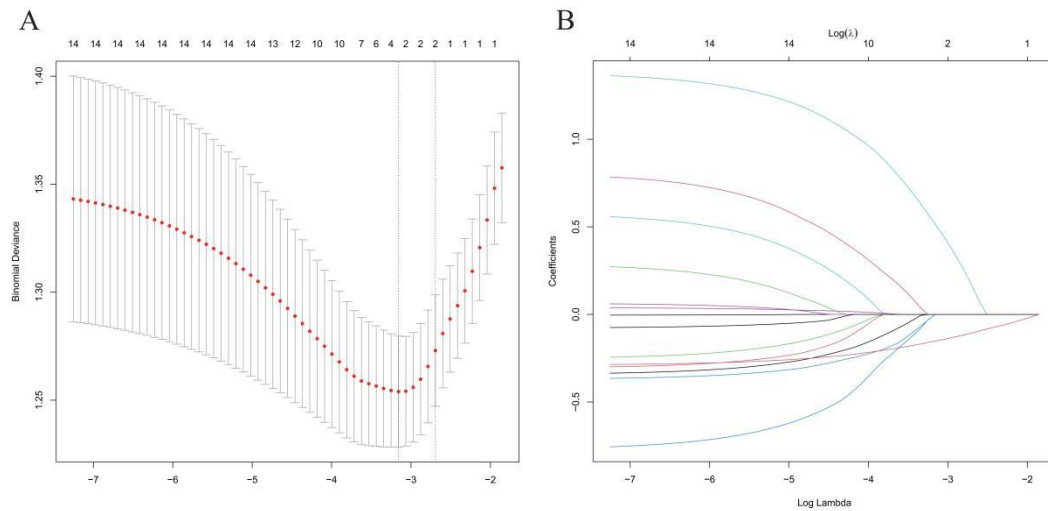 A
14 14 14 14 14 14 14 14 14 13 12 10 10 7 6 4 2 2 2 1 1 1 1
Binomial Deviance
1.40
1.35
1.30
1.25
−7 −6 −5 −4 −3 −2
B
Log(λ)
14 14 14 10 2 1
Coefficients
1.0
0.5
0.0
−0.5
−7 −6 −5 −4 −3 −2
Log Lambda